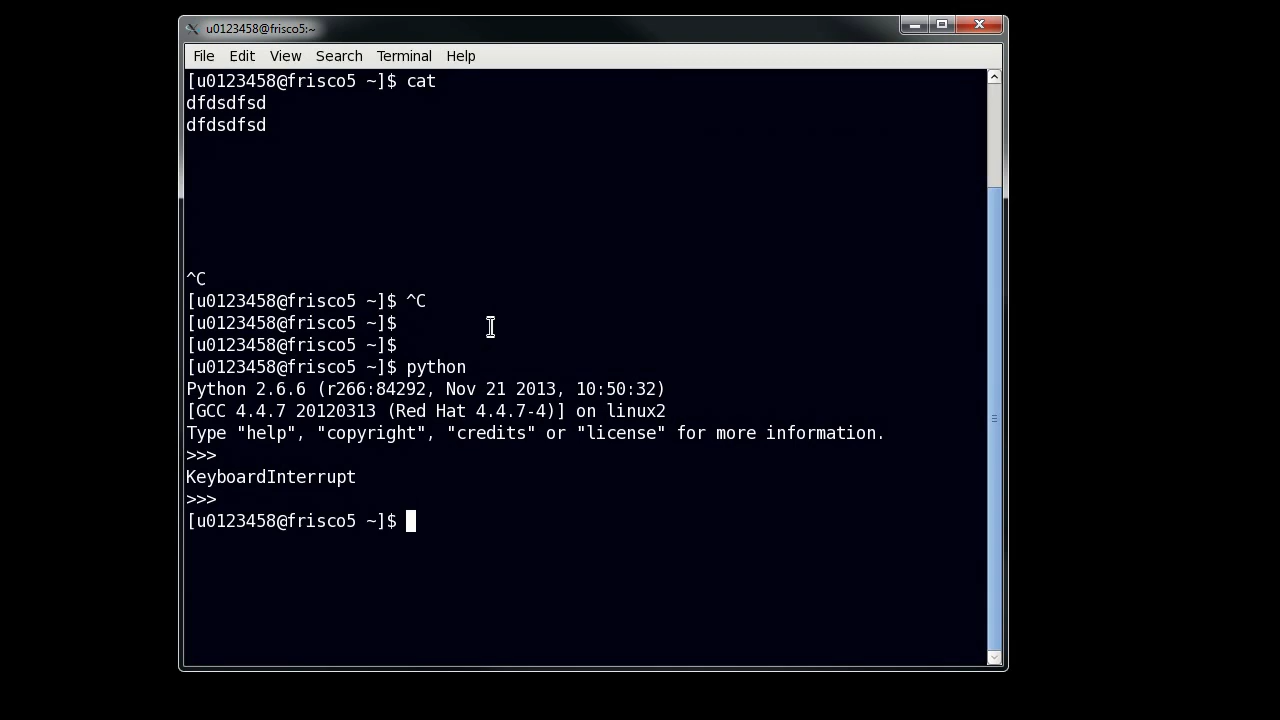 u0123458@frisco5:~
File Edit View Search Terminal Help
[u0123458@frisco5 ~]$ cat
dfdsdfsd
dfdsdfsd
^C
[u0123458@frisco5 ~]$ ^C
[u0123458@frisco5 ~]$
[u0123458@frisco5 ~]$
[u0123458@frisco5 ~]$ python
Python 2.6.6 (r266:84292, Nov 21 2013, 10:50:32)
[GCC 4.4.7 20120313 (Red Hat 4.4.7-4)] on linux2
Type "help", "copyright", "credits" or "license" for more information.
>>>
KeyboardInterrupt
>>>
[u0123458@frisco5 ~]$